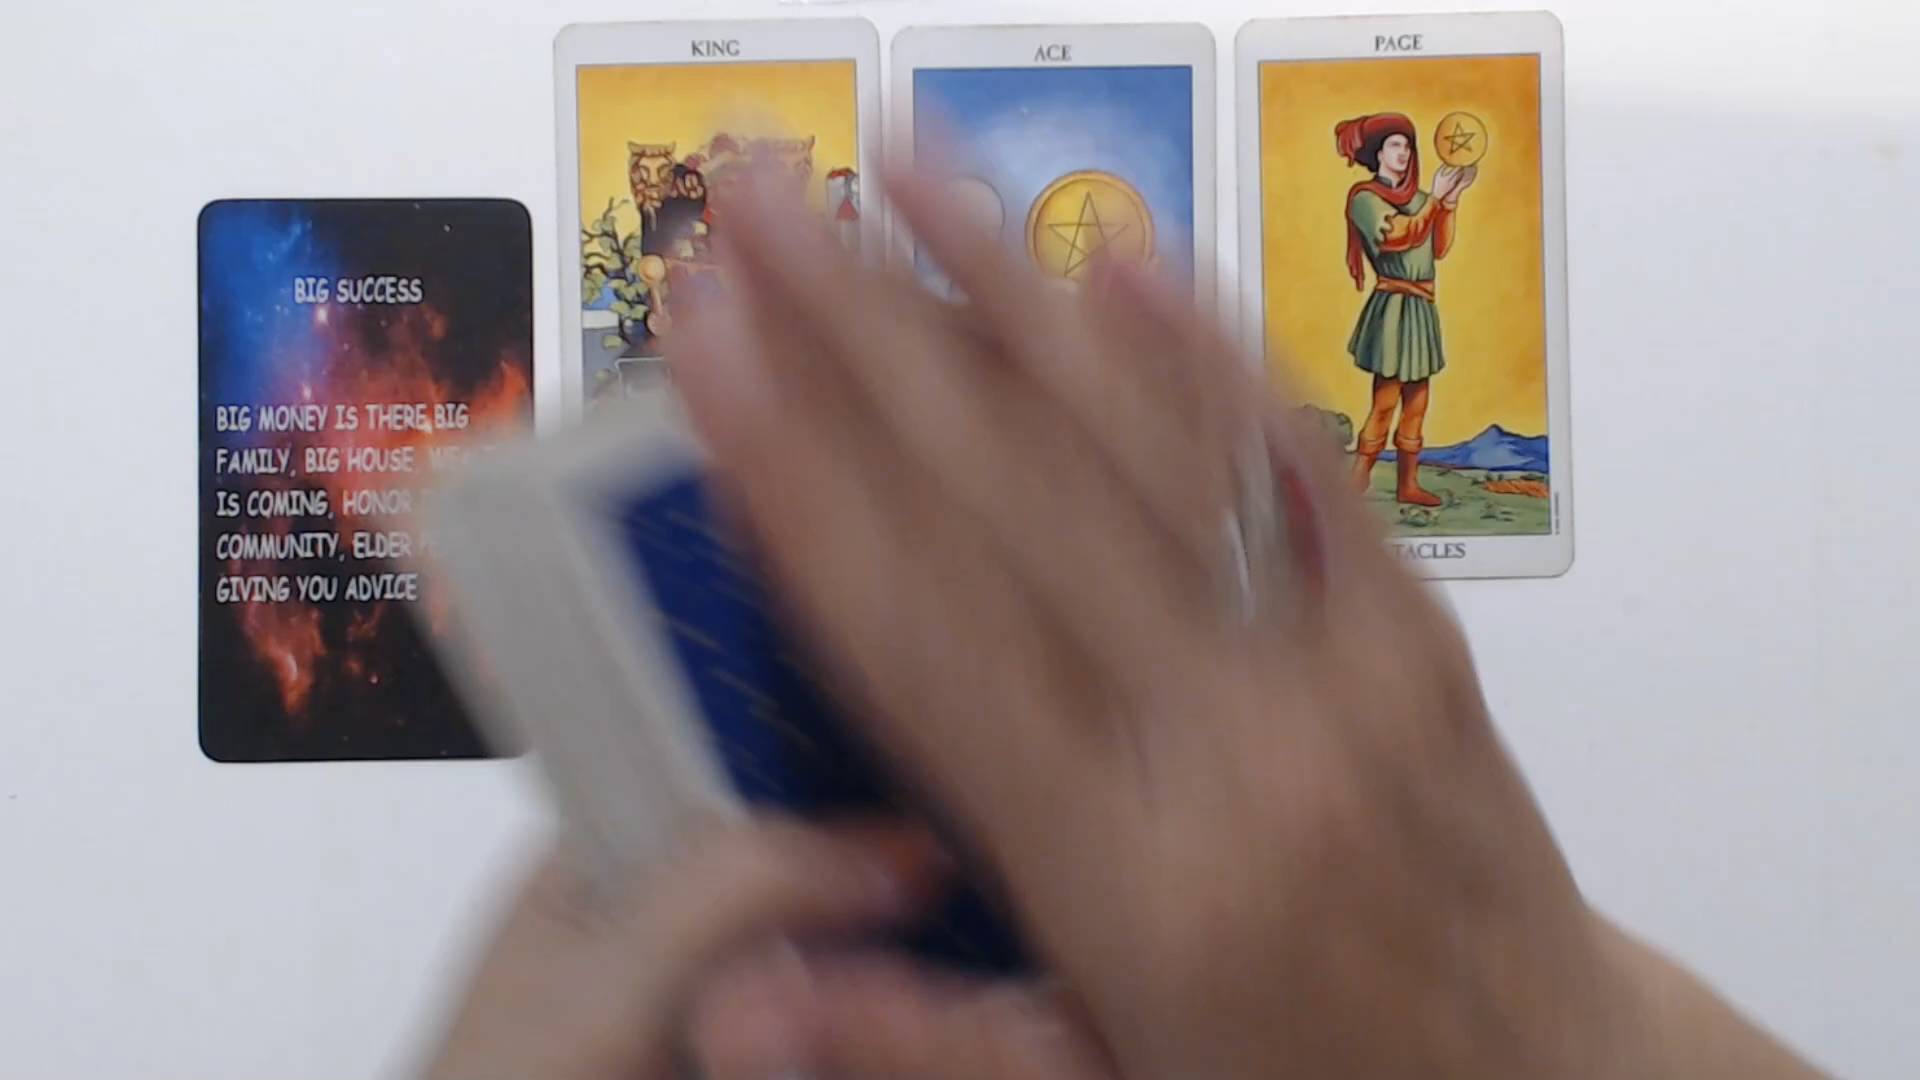 KING
ACE
PAGE
BIG SUCCESS
BIG MONEY IS THERE BIG
FAMILY, BIG HOUSE,
IS COMING, HONOR
COMMUNITY, ELDER
GIVING YOU ADVICE